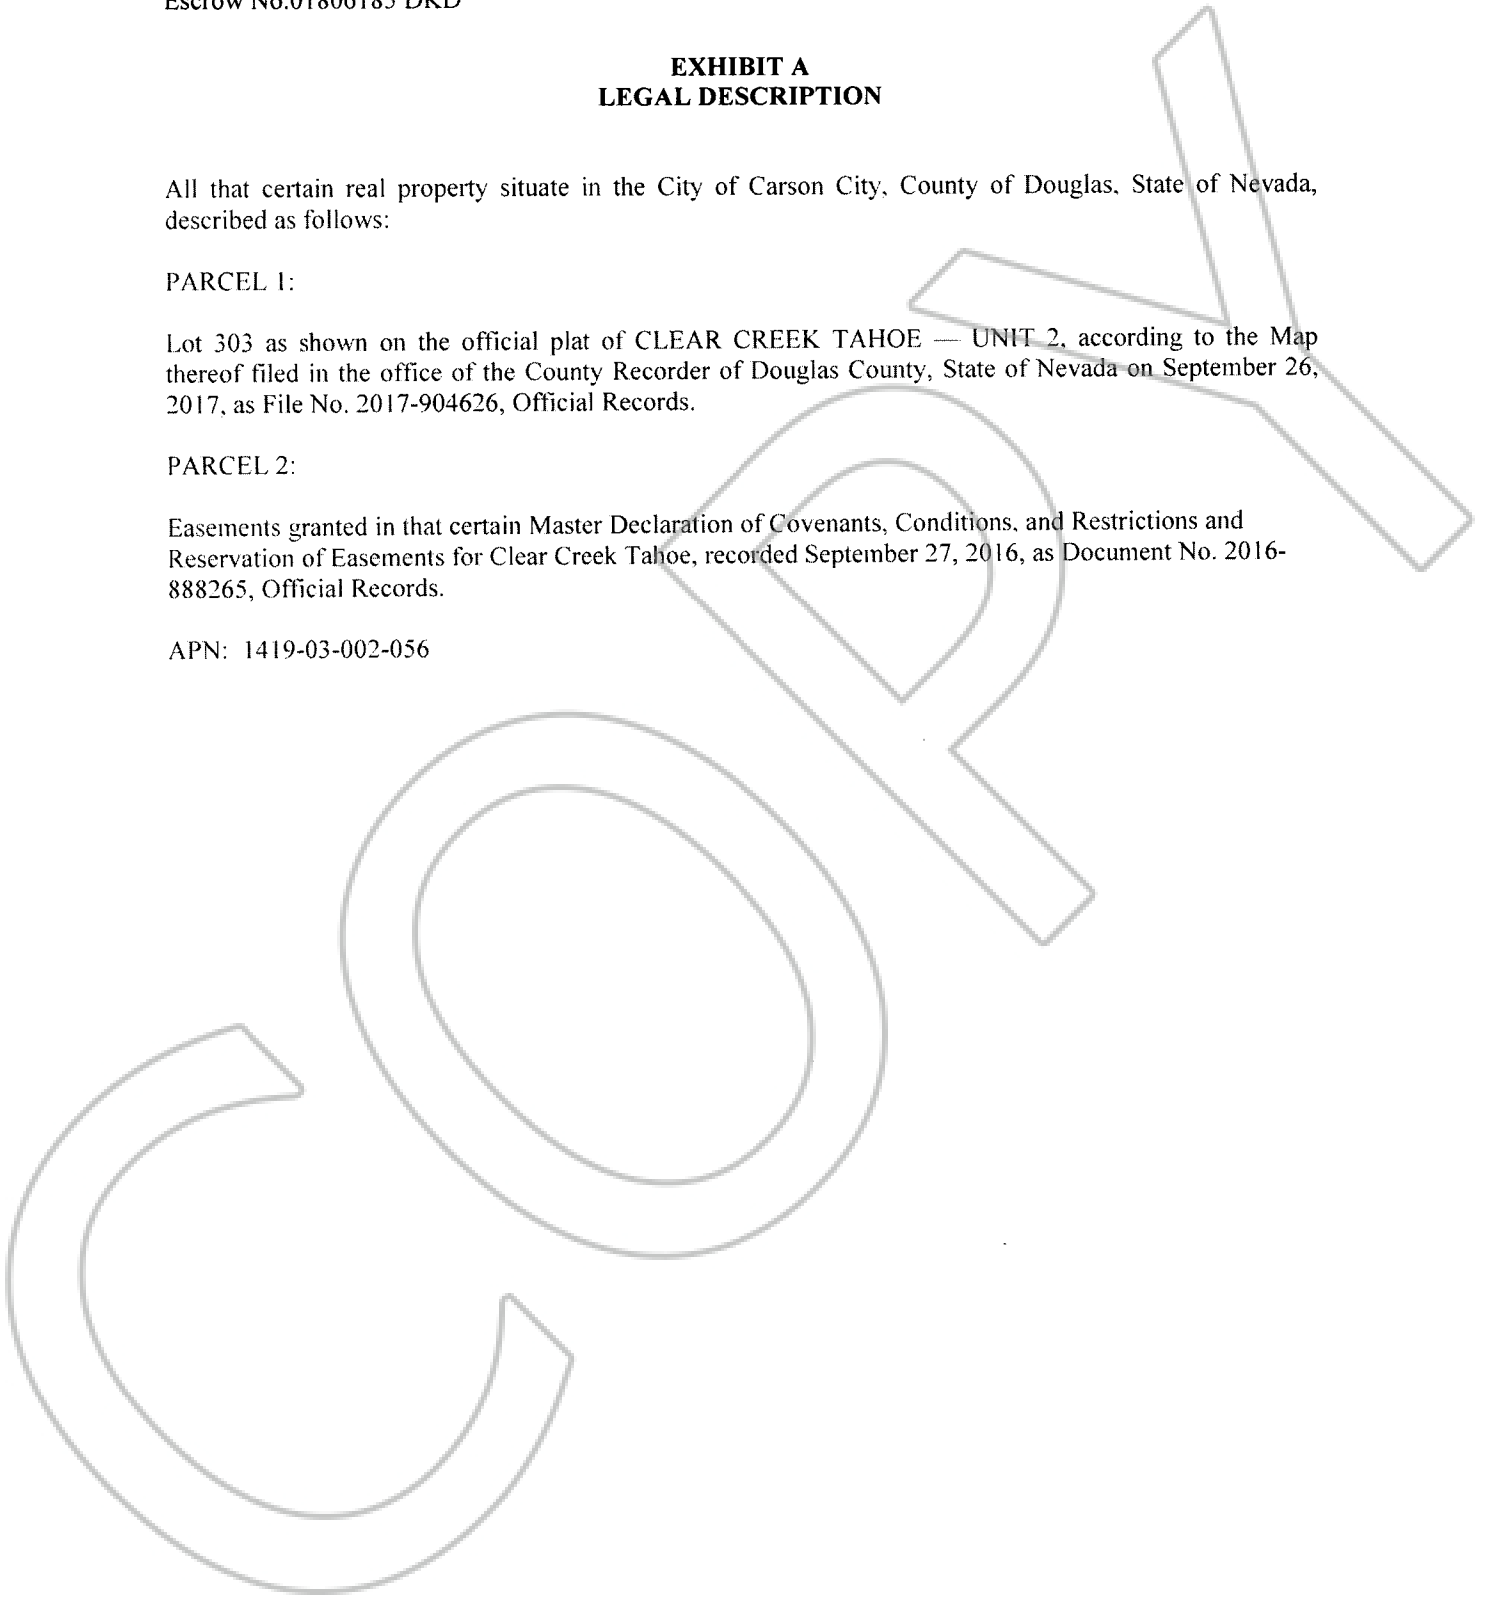 Escrow No.01806185 DKD
EXHIBIT A
LEGAL DESCRIPTION
All that certain real property situate in the City of Carson City, County of Douglas, State of Nevada,
described as follows:
PARCEL 1:
Lot 303 as shown on the official plat of CLEAR CREEK TAHOE — UNIT 2, according to the Map
thereof filed in the office of the County Recorder of Douglas County, State of Nevada on September 26,
2017, as File No. 2017-904626, Official Records.
PARCEL 2:
Easements granted in that certain Master Declaration of Covenants, Conditions, and Restrictions and
Reservation of Easements for Clear Creek Tahoe, recorded September 27, 2016, as Document No. 2016-
888265, Official Records.
APN: 1419-03-002-056
COPY